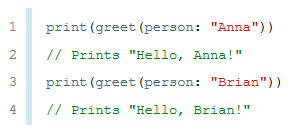 1 print(greet(person: "Anna"))
2 // Prints "Hello, Anna!"
3 print(greet(person: "Brian"))
4 // Prints "Hello, Brian!"